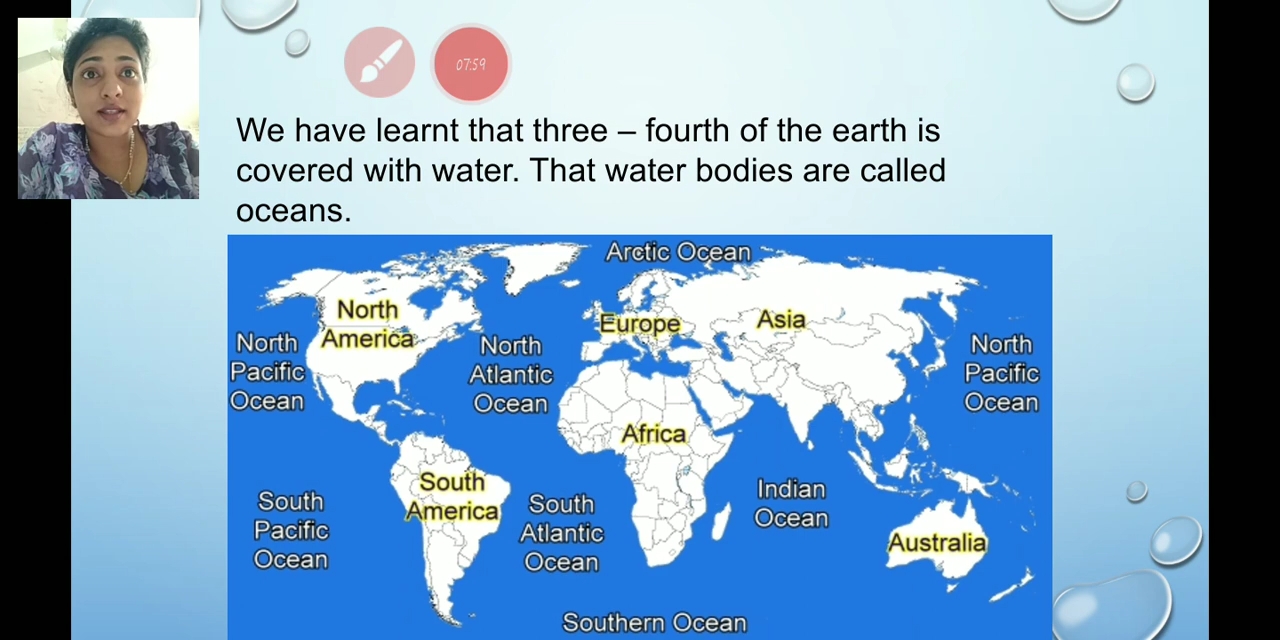 07:59
We have learnt that three – fourth of the earth is
covered with water. That water bodies are called
oceans.
Arctic Ocean
North
America
Europe
Asia
North
Pacific
Ocean
North
Atlantic
Ocean
North
Pacific
Ocean
Africa
South
America
South
Pacific
Ocean
South
Atlantic
Ocean
Indian
Ocean
Australia
Southern Ocean